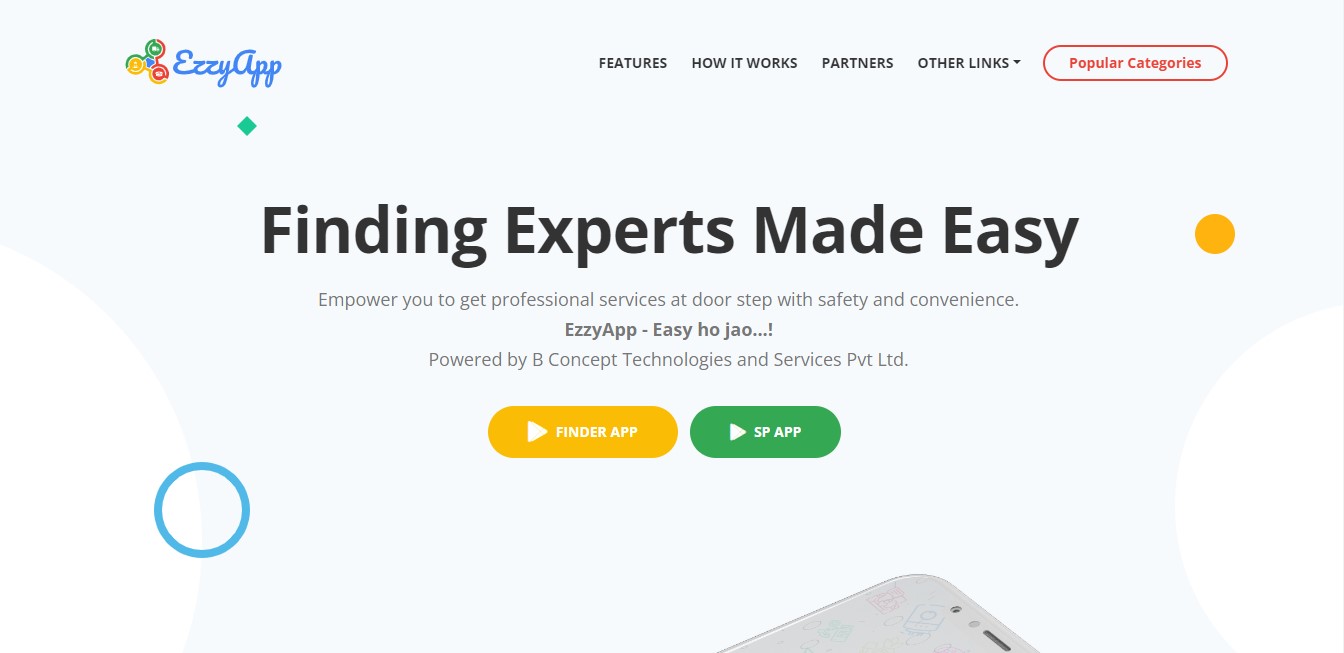 EzzyApp
FEATURES HOW IT WORKS PARTNERS OTHER LINKS Popular Categories
Finding Experts Made Easy
Empower you to get professional services at door step with safety and convenience.
EzzyApp - Easy ho jao...!
Powered by B Concept Technologies and Services Pvt Ltd.
FINDER APP SP APP